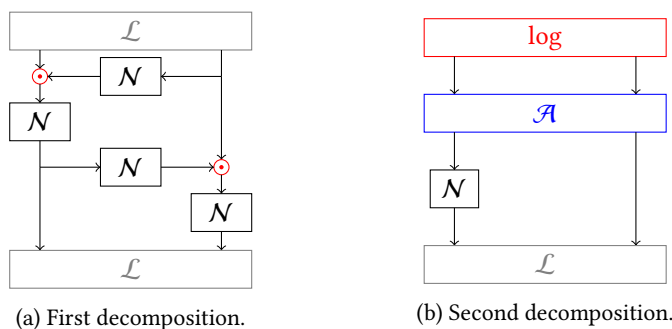 ℒ
𝒩
𝒩
𝒩
𝒩
ℒ
(a) First decomposition.
log
𝒜
𝒩
ℒ
(b) Second decomposition.